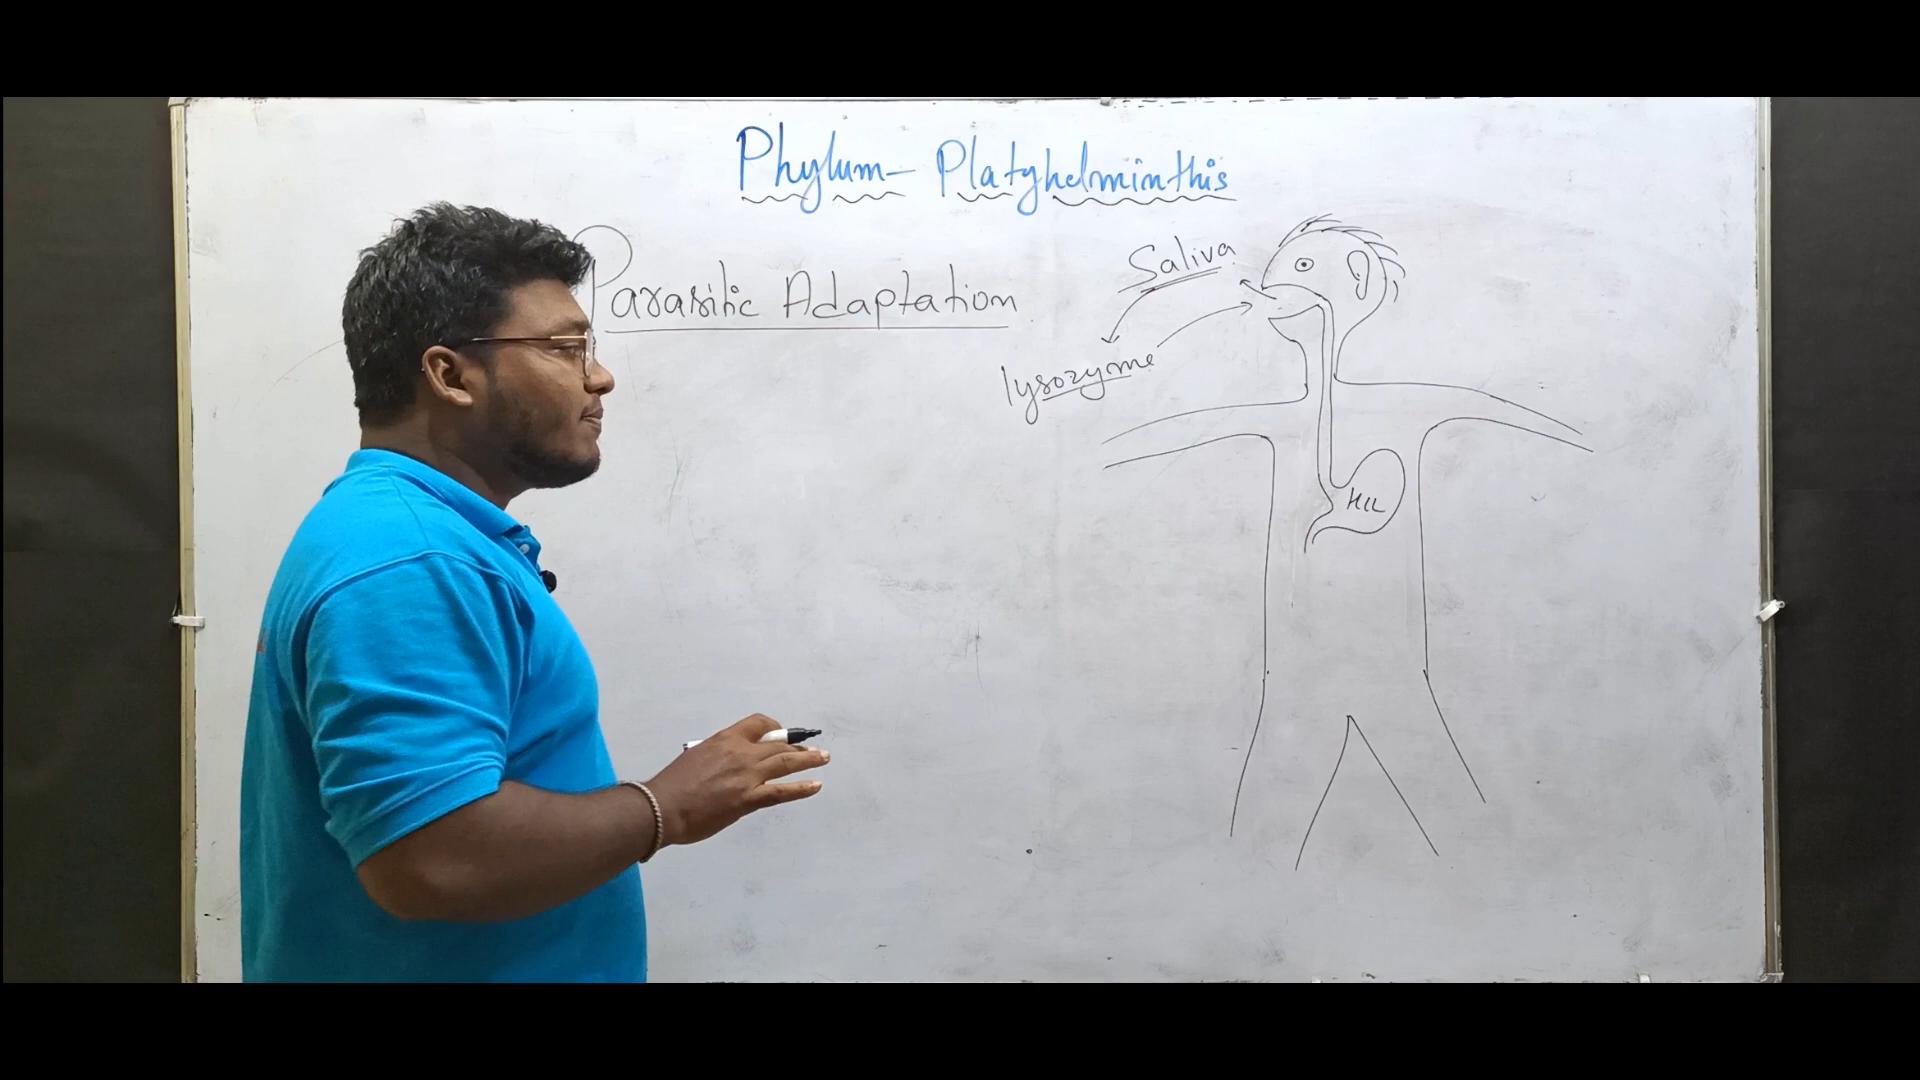 Phylum- Platyhelminthis
Parasitic Adaptation
Saliva
lysozyme
HCL